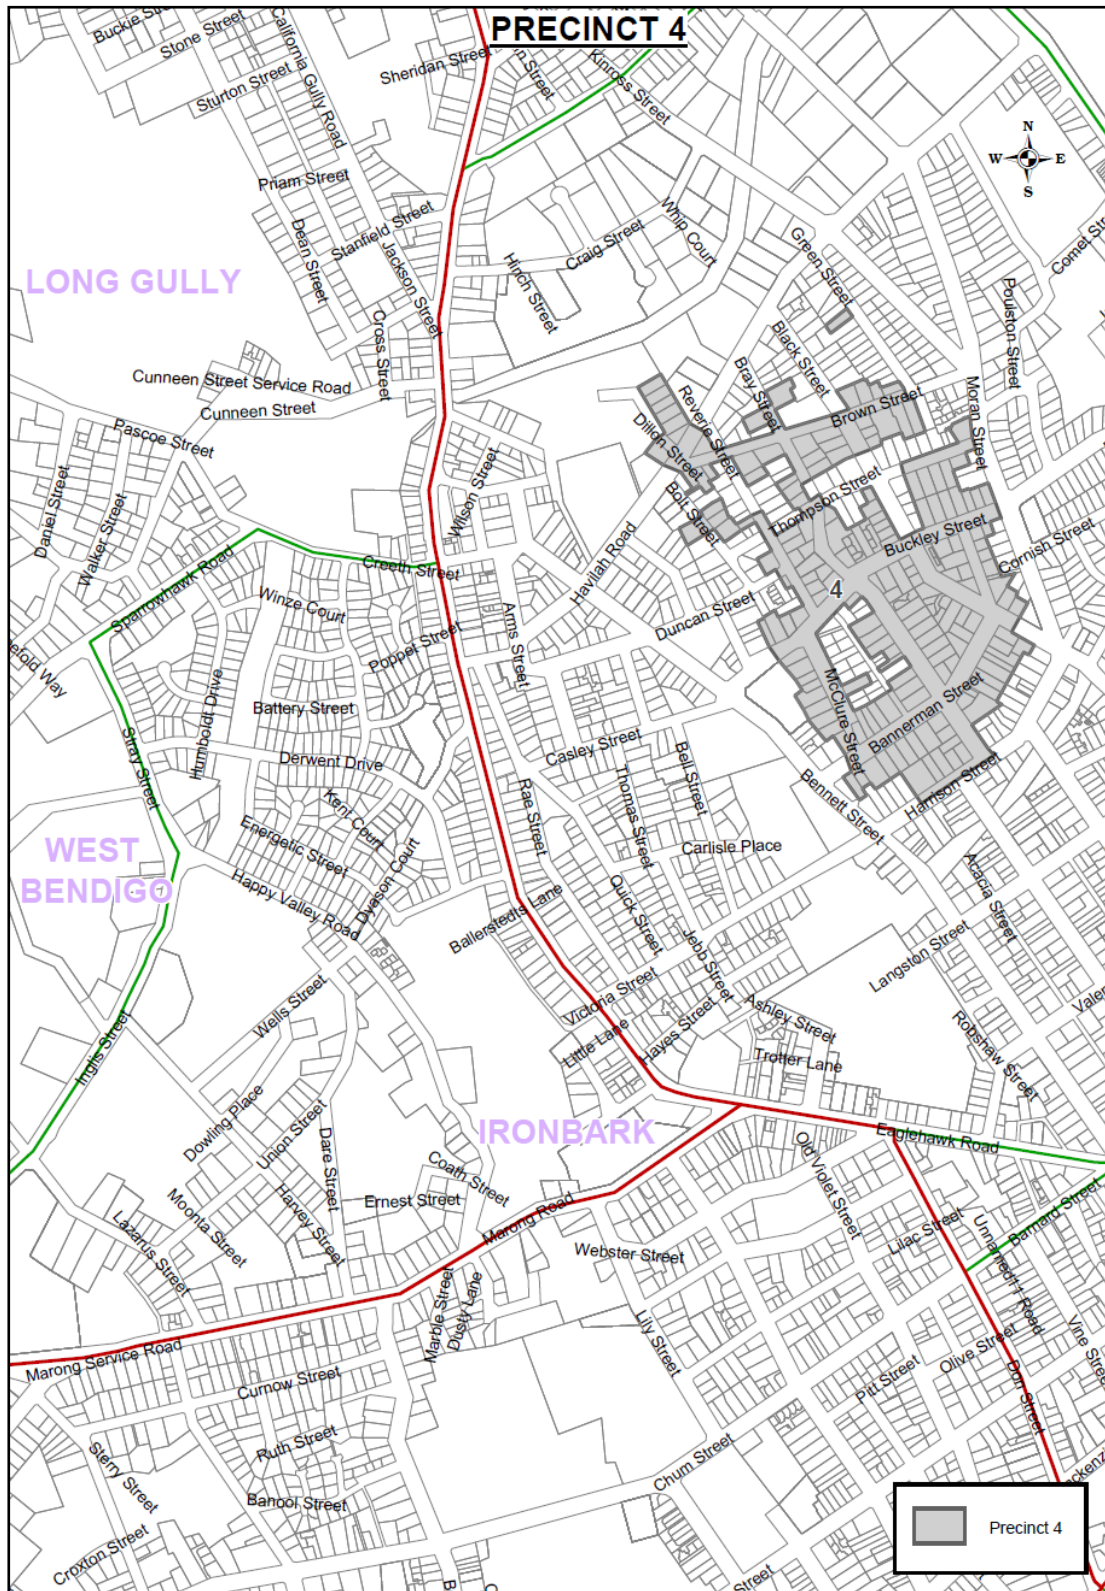 PRECINCT 4
Buckie
Stone Street
California Gully Road
Sheridan Street
Street
Kinross Street
Sturton Street
N
W
E
S
Priam Street
Dean Street
Stanfield Street
Jackson Street
Whip Court
Craig Street
Hinch Street
Green Street
Comet
Poulston Street
LONG GULLY
Cross Street
Black Street
Bray Street
Cunneen Street Service Road
Cunneen Street
Reverie Street
Brown Street
Moran Street
Pascoe Street
Dillon Street
Wilson Street
Daniel Street
Walker Street
Bolt Street
Thompson Street
Buckley Street
Cornish Street
Havilah Road
Creeth Street
Sparrowhawk Road
Winze Court
4
Arms Street
Duncan Street
Poppet Street
efold Way
Humboldt Drive
Battery Street
McClure Street
Bannerman Street
Stray Street
Derwent Drive
Casley Street
Bell Street
Thomas Street
Rae Street
Kent Court
Bennett Street
Harrison Street
Energetic Street
Carlisle Place
WEST
BENDIGO
Dyason Court
Happy Valley Road
Ballerstedts Lane
Quick Street
Acacia Street
Jebb Street
Langston Street
Victoria Street
Wells Street
Ashley Street
Hayes Street
Little Lane
Trotter Lane
Robshaw Street
Inglis Street
Dowling Place
Union Street
Dare Street
IRONBARK
Eaglehawk Road
Old Violet Street
Coath Street
Ernest Street
Harvey Street
Moonta Street
Lazarus Street
Marong Road
Webster Street
Lilac Street
Barnard Street
Unnamed11 Road
Marble Street
Dusty Lane
Lily Street
Marong Service Road
Curnow Street
Olive Street
Vine Street
Pitt Street
Don Street
Ruth Street
Sterry Street
Chum Street
Banool Street
Croxton Street
Street
Precinct 4